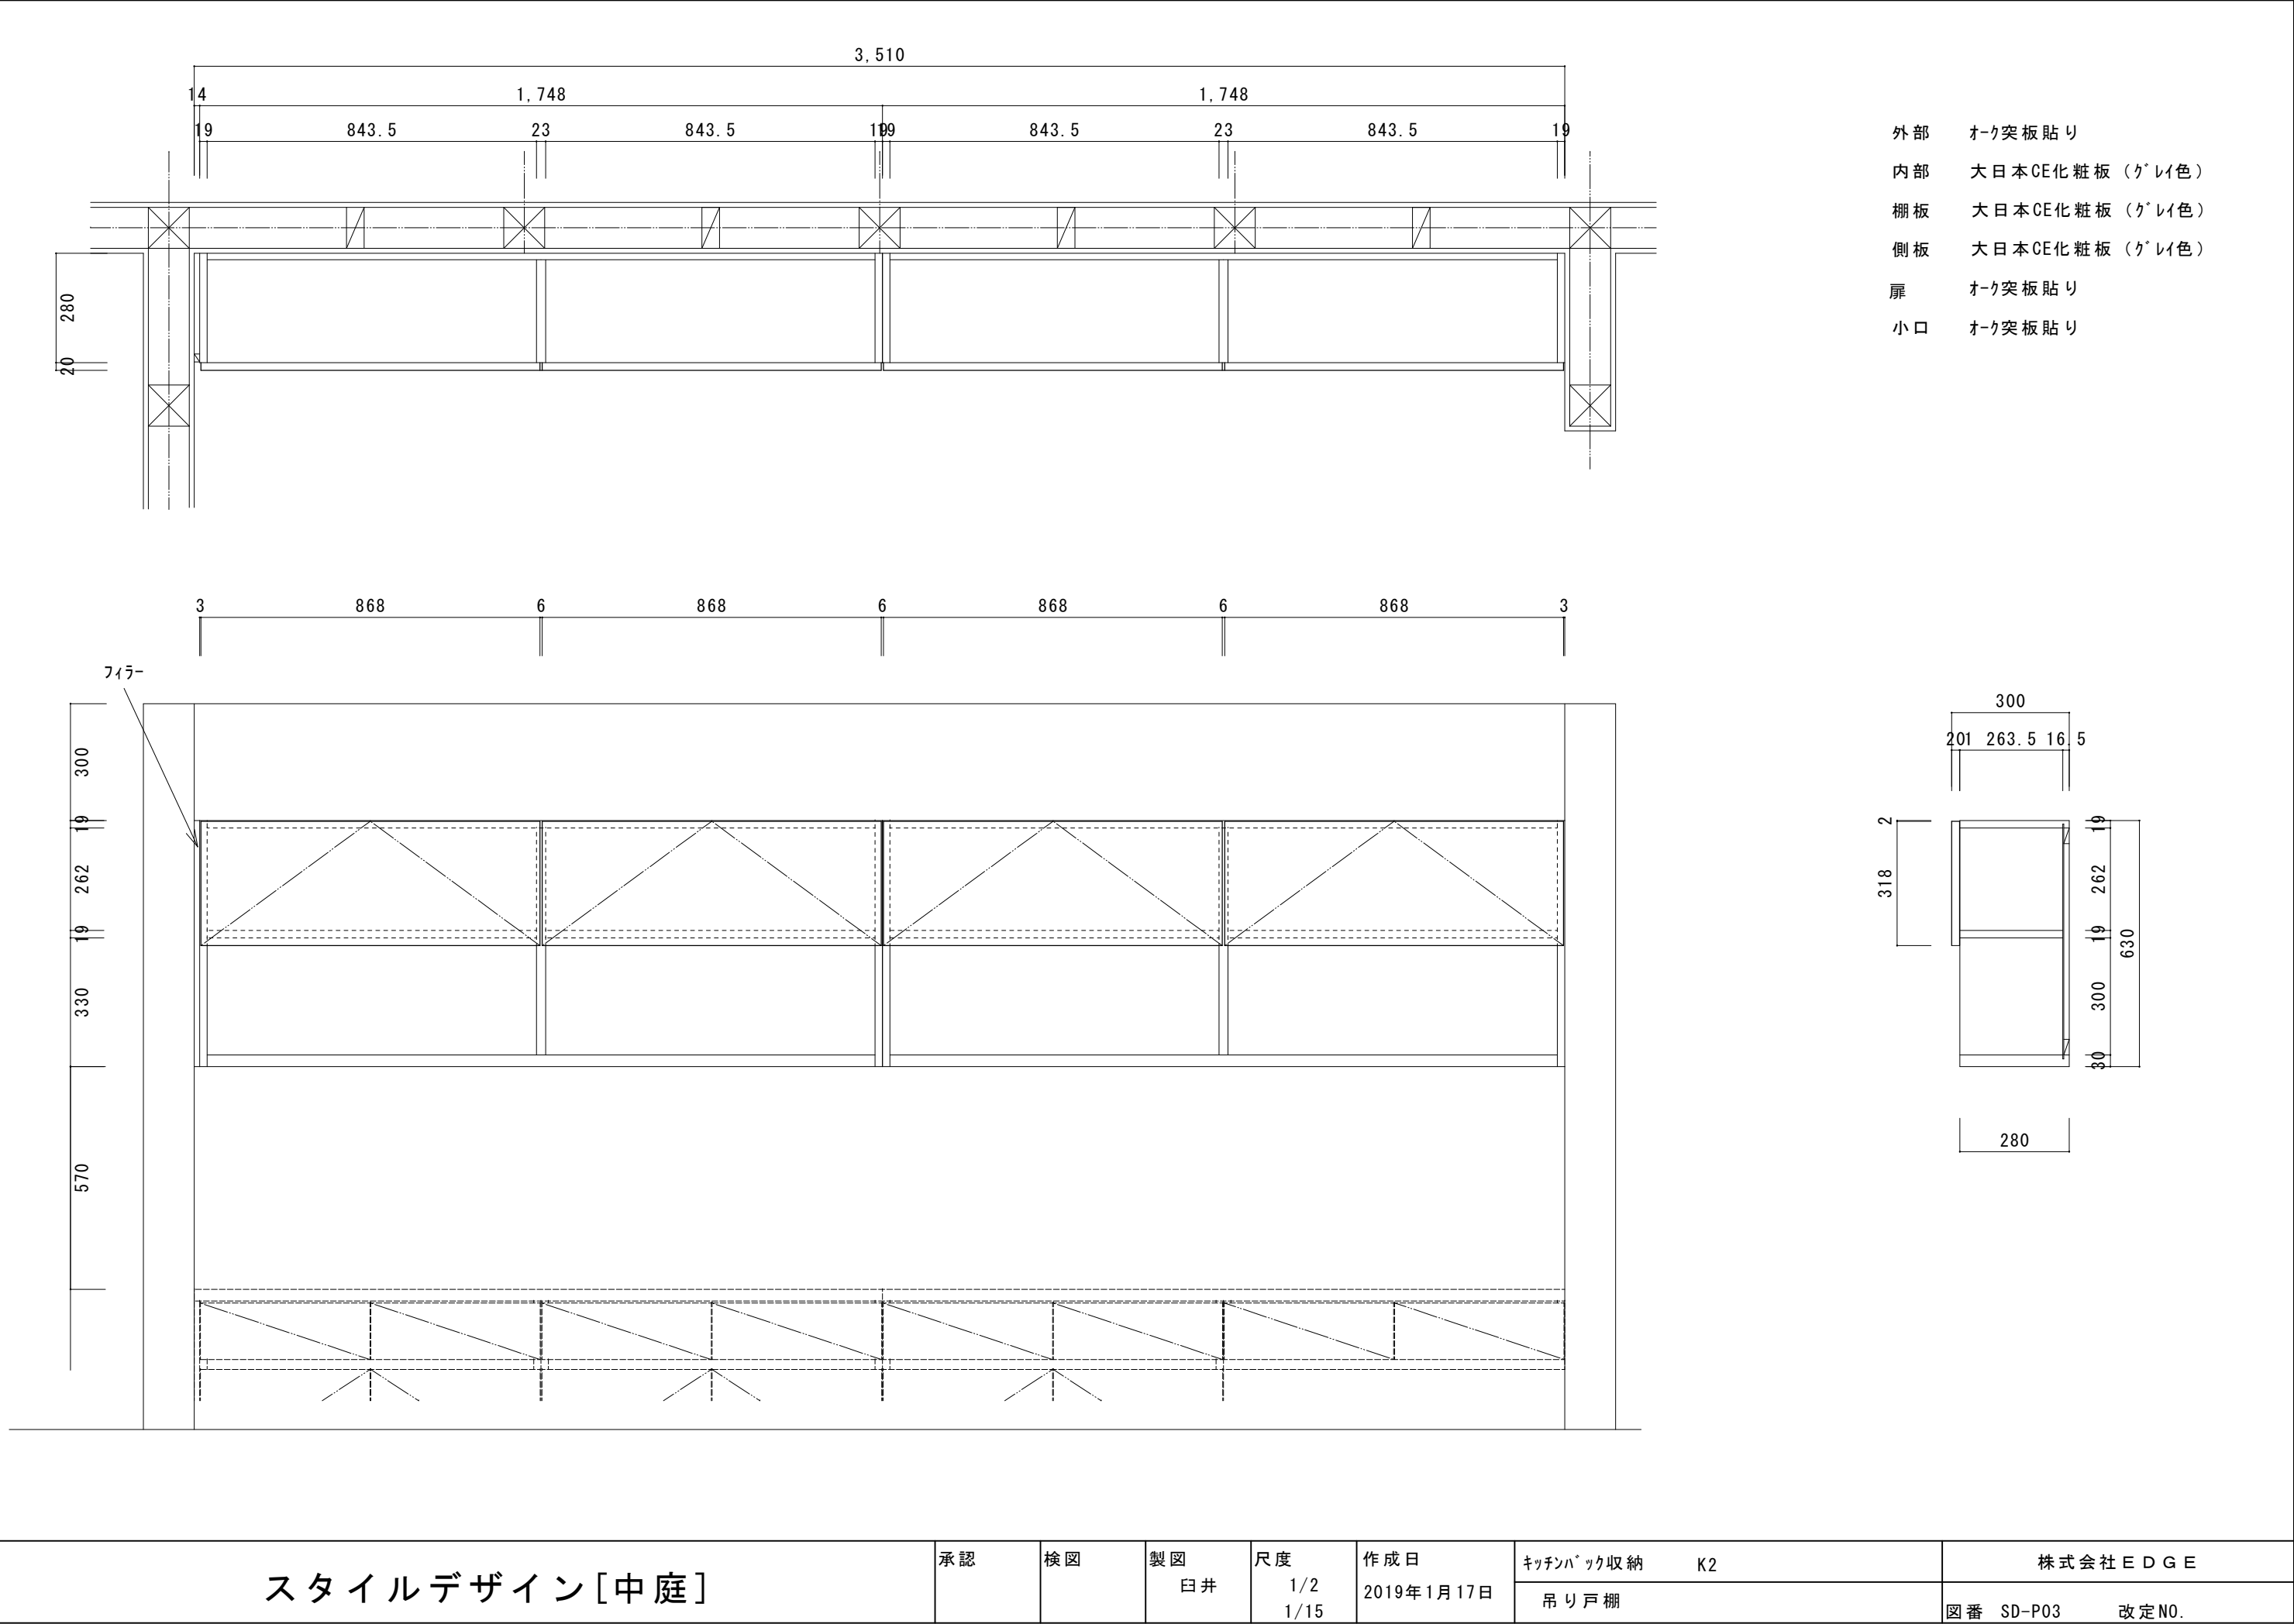 3,510
14 1,748 1,748
19 843.5 23 843.5 19 19 843.5 23 843.5 19
外部 ｵｰｸ突板貼り
内部 大日本CE化粧板（ｸﾞﾚｲ色）
棚板 大日本CE化粧板（ｸﾞﾚｲ色）
側板 大日本CE化粧板（ｸﾞﾚｲ色）
扉 ｵｰｸ突板貼り
小口 ｵｰｸ突板貼り
280
20
3 868 6 868 6 868 6 868 3
ﾌｨﾗｰ
300
19
262
19
330
570
300
20 1 263.5 16.5
2
318
19
262
19
300
30
630
280
スタイルデザイン[中庭]
承認
検図
製図
臼井
尺度
1/2
1/15
作成日
2019年1月17日
ｷｯﾁﾝﾊﾞｯｸ収納 K2
吊り戸棚
株式会社ＥＤＧＥ
図番 SD-P03 改定NO.